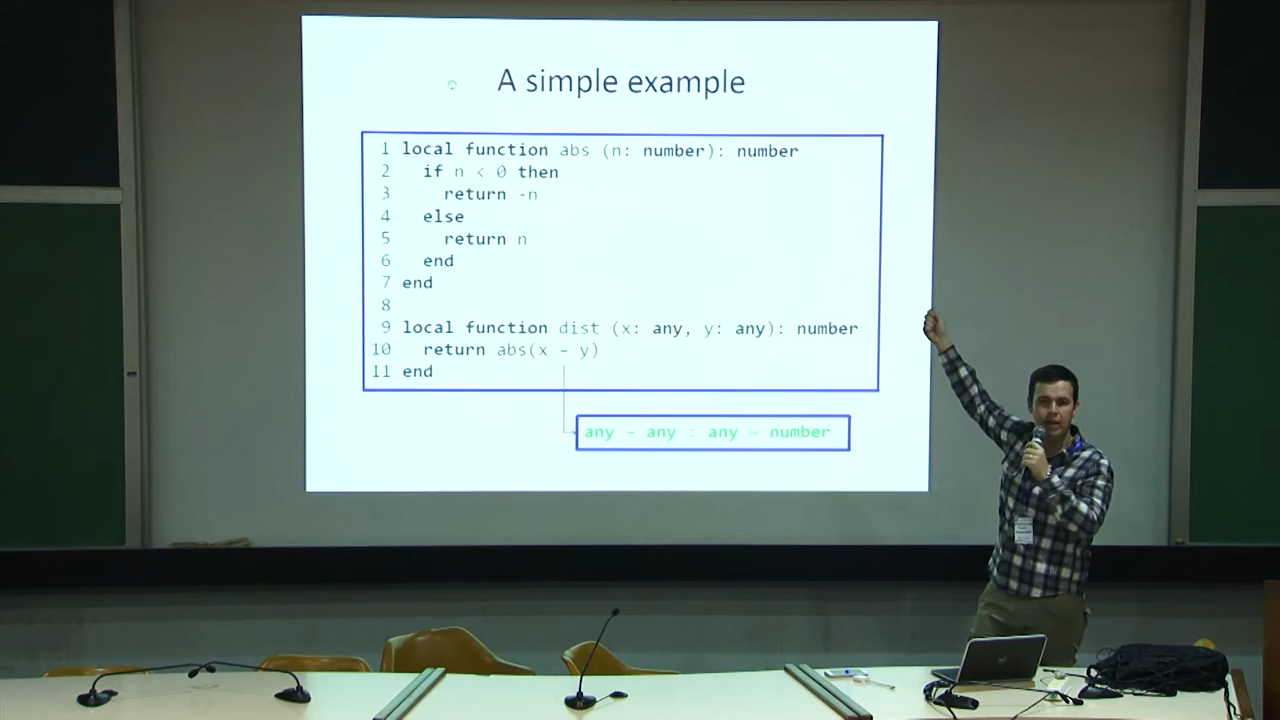 A simple example
1 local function abs (n: number): number
2 if n < 0 then
3 return -n
4 else
5 return n
6 end
7 end
8
9 local function dist (x: any, y: any): number
10 return abs(x - y)
11 end
any - any : any ~ number